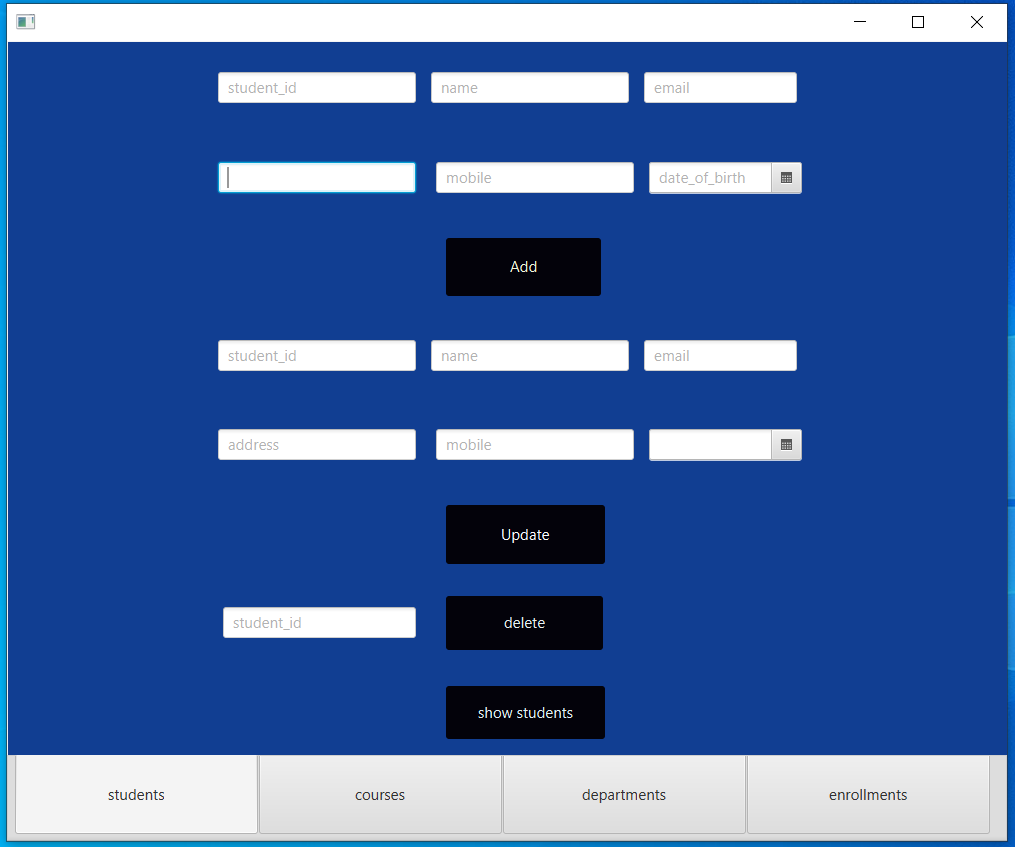 student_id name email
mobile date_of_birth
Add
student_id name email
address mobile
Update
student_id delete
show students
students courses departments enrollments